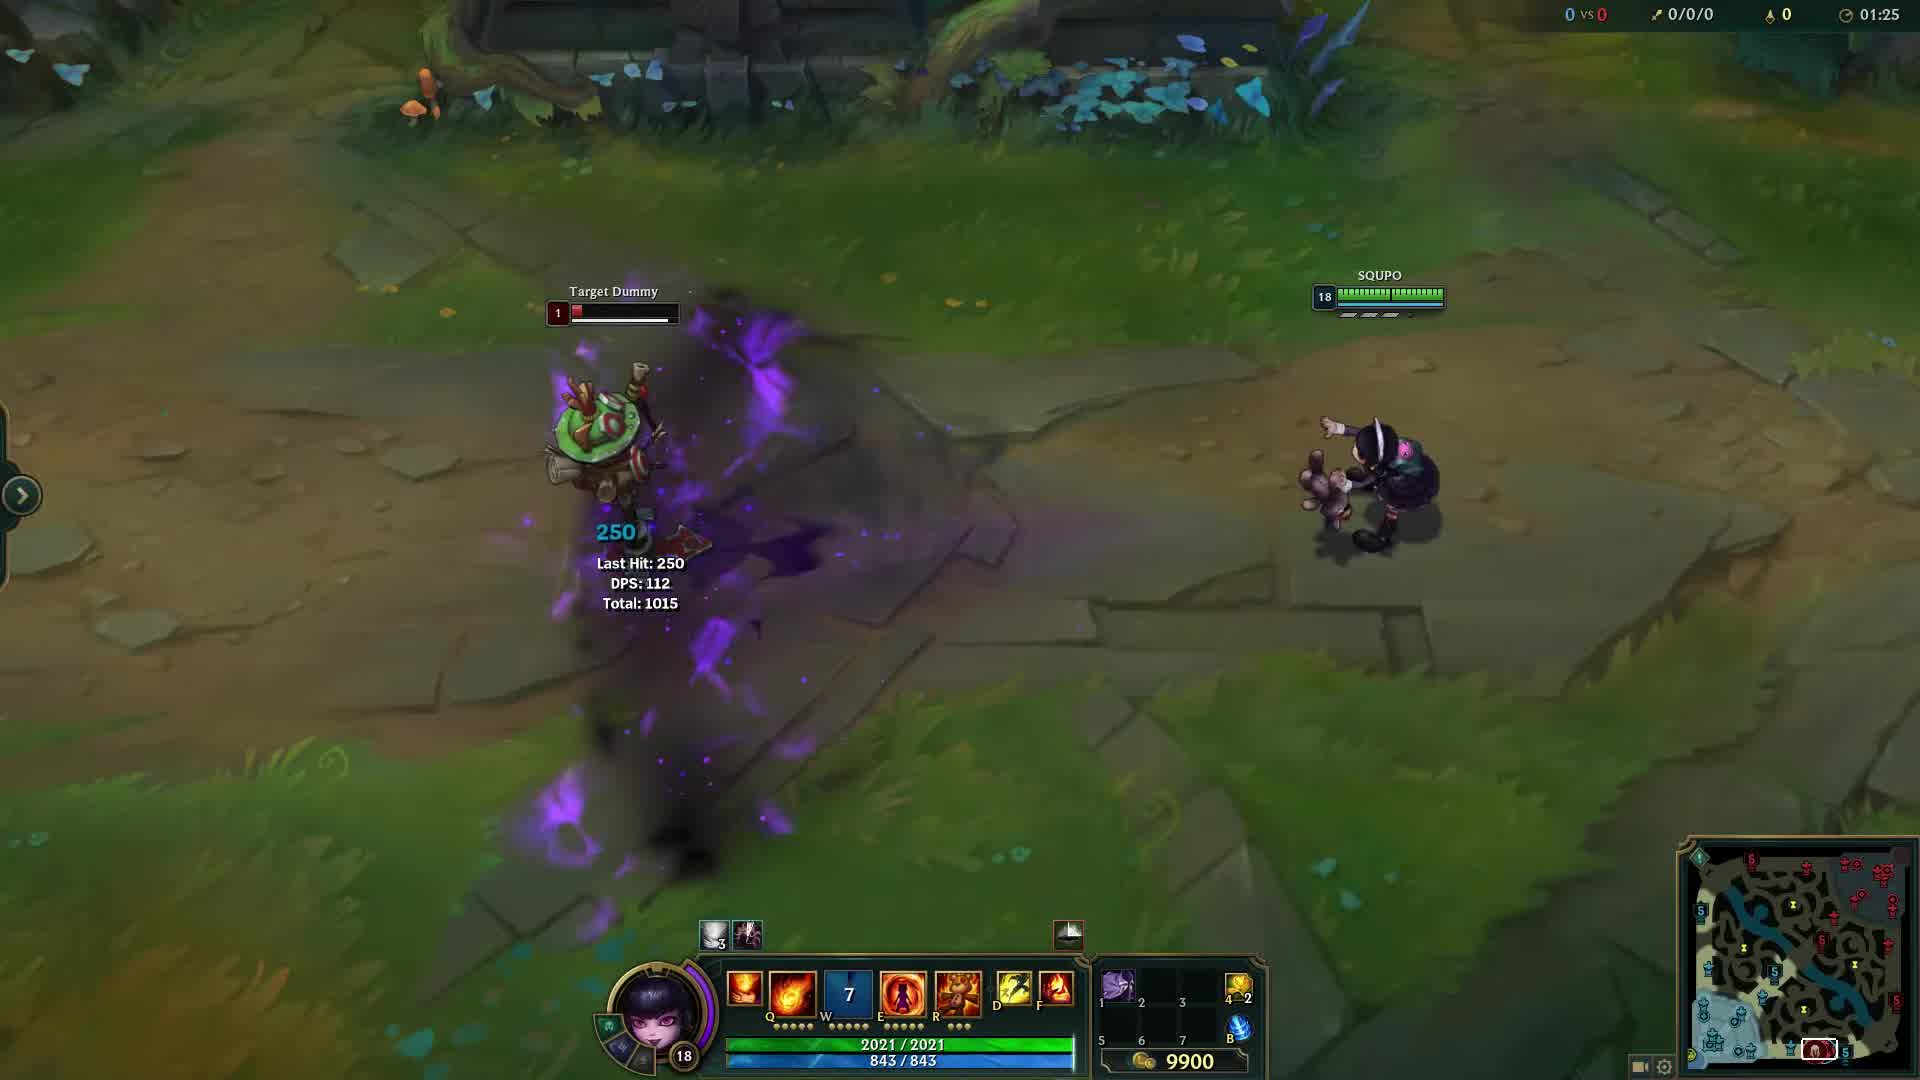 0 vs 0 0/0/0 0 01:25
SQUPO
18
Target Dummy
1
250
Last Hit: 250
DPS: 112
Total: 1015
3
7
Q W E R D F
18
2021 / 2021
843 / 843
1 2 3 4 2
5 6 7 B
9900
S
S
S
S
S
S
S